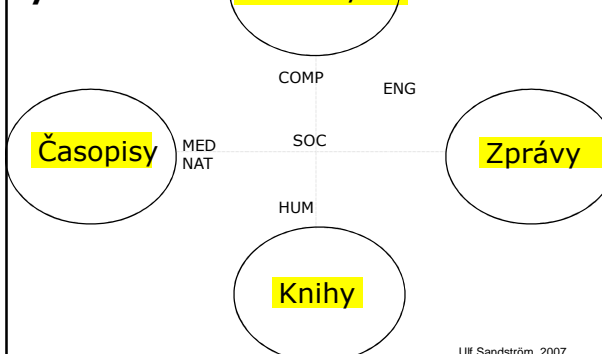 COMP
ENG
Časopisy
MED
NAT
SOC
Zprávy
HUM
Knihy
Ulf Sandström, 2007